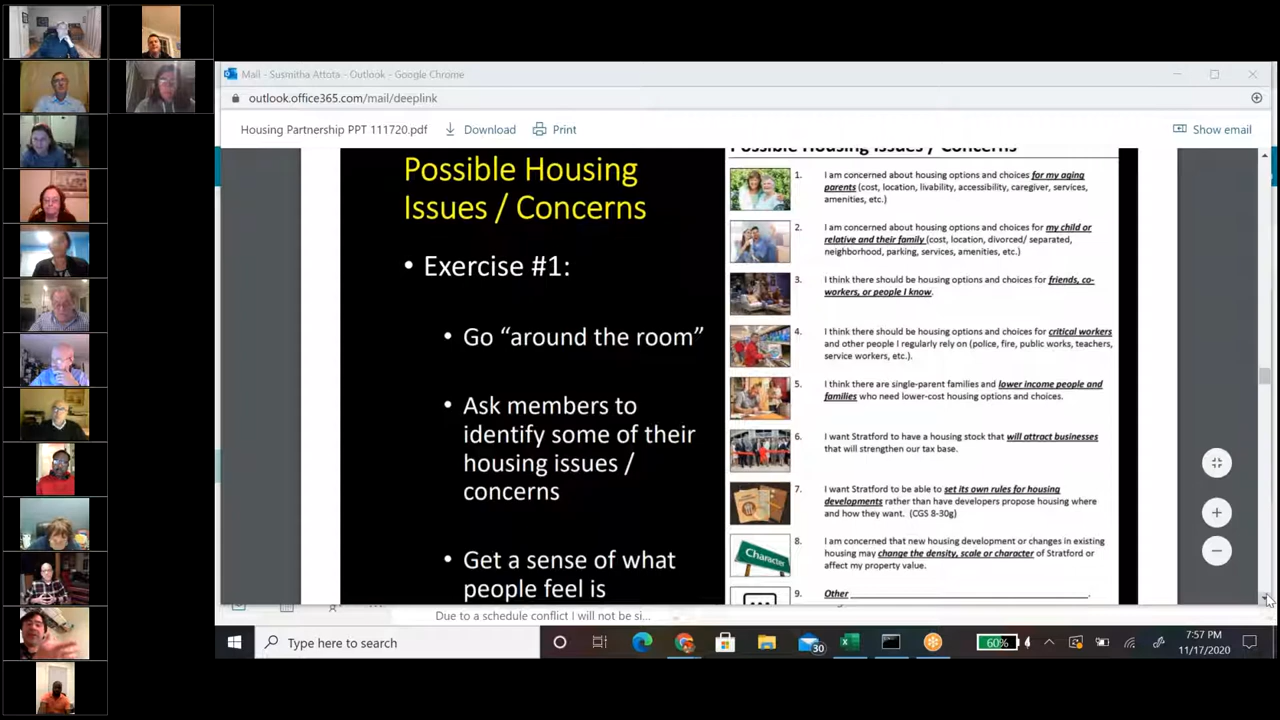 Mail - Susmitha Attota - Outlook - Google Chrome
outlook.office365.com/mail/deeplink
Housing Partnership PPT 111720.pdf Download Print Show email
Possible Housing
Issues / Concerns
• Exercise #1:
• Go “around the room”
• Ask members to
identify some of their
housing issues /
concerns
• Get a sense of what
people feel is
Possible Housing Issues / Concerns
1. I am concerned about housing options and choices for my aging
parents (cost, location, livability, accessibility, caregiver, services,
amenities, etc.)
2. I am concerned about housing options and choices for my child or
relative and their family (cost, location, divorced/ separated,
neighborhood, parking, services, amenities, etc.)
3. I think there should be housing options and choices for friends, co-
workers, or people I know.
4. I think there should be housing options and choices for critical workers
and other people I regularly rely on (police, fire, public works, teachers,
service workers, etc.).
5. I think there are single-parent families and lower income people and
families who need lower-cost housing options and choices.
6. I want Stratford to have a housing stock that will attract businesses
that will strengthen our tax base.
7. I want Stratford to be able to set its own rules for housing
developments rather than have developers propose housing where
and how they want. (CGS 8-30g)
Character
8. I am concerned that new housing development or changes in existing
housing may change the density, scale or character of Stratford or
affect my property value.
9. Other
Due to a schedule conflict I will not be si...
Type here to search
30
60%
7:57 PM
11/17/2020